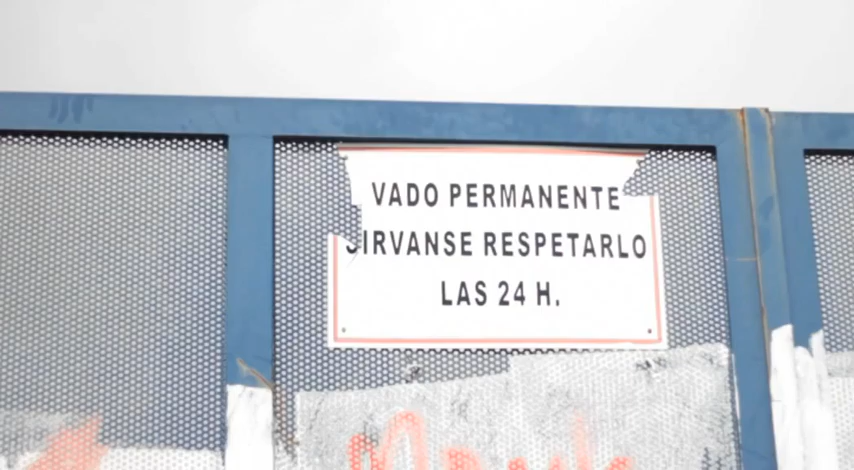 VADO PERMANENTE
SIRVANSE RESPETARLO
LAS 24 H.